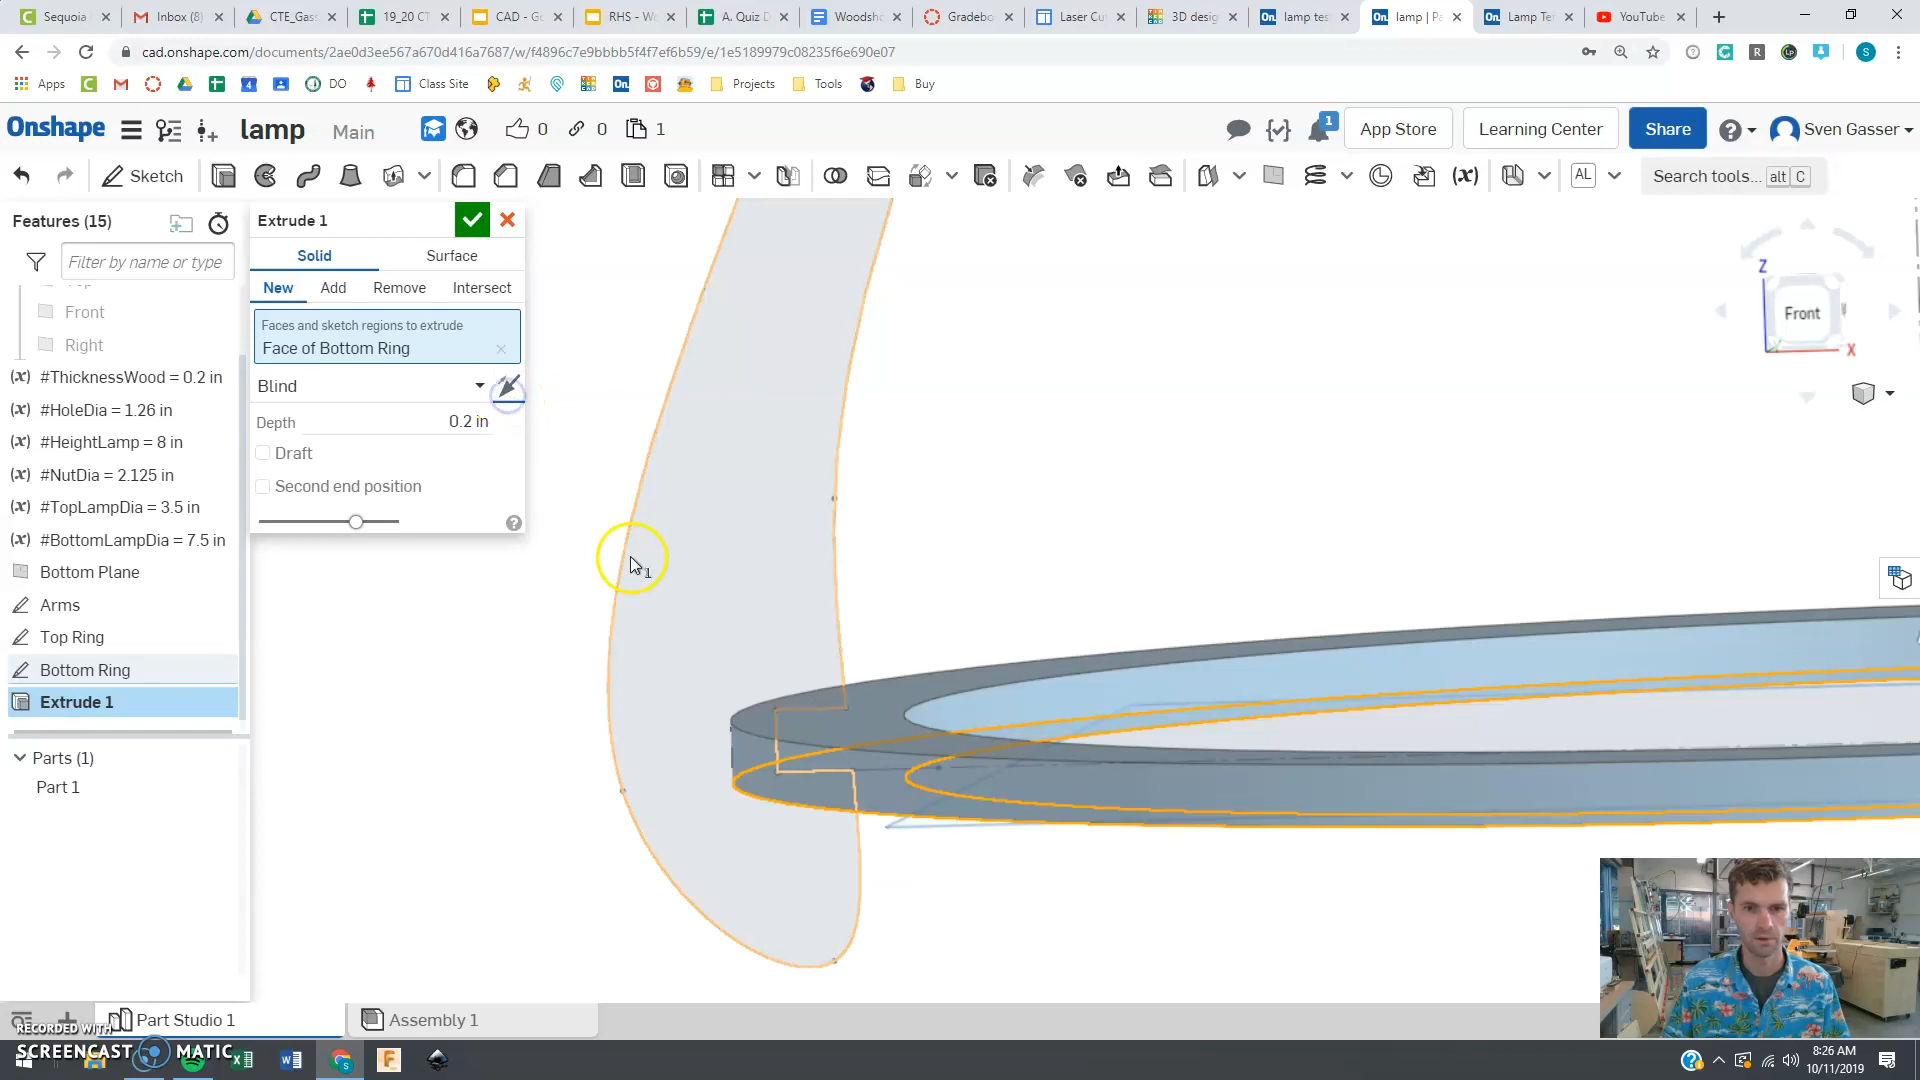 Sequoia
Inbox (8)
CTE_Gas
19_20 CT
CAD - G
RHS - W
A. Quiz D
Woodsh
Gradebo
Laser Cu
3D desig
lamp tes
lamp | Pa
Lamp Te
YouTube
cad.onshape.com/documents/2ae0d3ee567a670d416a7687/w/f4896c7e9bbbb5f4f7ef6b59/e/1e5189979c08235f6e690e07
Apps
DO
Class Site
Projects
Tools
Buy
Onshape
lamp
Main
0
0
1
1
App Store
Learning Center
Share
Sven Gasser
Sketch
Search tools... alt C
Features (15)
Filter by name or type
Front
Right
(x) #ThicknessWood = 0.2 in
(x) #HoleDia = 1.26 in
(x) #HeightLamp = 8 in
(x) #NutDia = 2.125 in
(x) #TopLampDia = 3.5 in
(x) #BottomLampDia = 7.5 in
Bottom Plane
Arms
Top Ring
Bottom Ring
Extrude 1
Parts (1)
Part 1
Extrude 1
Solid
Surface
New
Add
Remove
Intersect
Faces and sketch regions to extrude
Face of Bottom Ring
Blind
Depth
0.2 in
Draft
Second end position
1
Z
Front
X
Part Studio 1
Assembly 1
RECORDED WITH
SCREENCAST MATIC
8:26 AM
10/11/2019